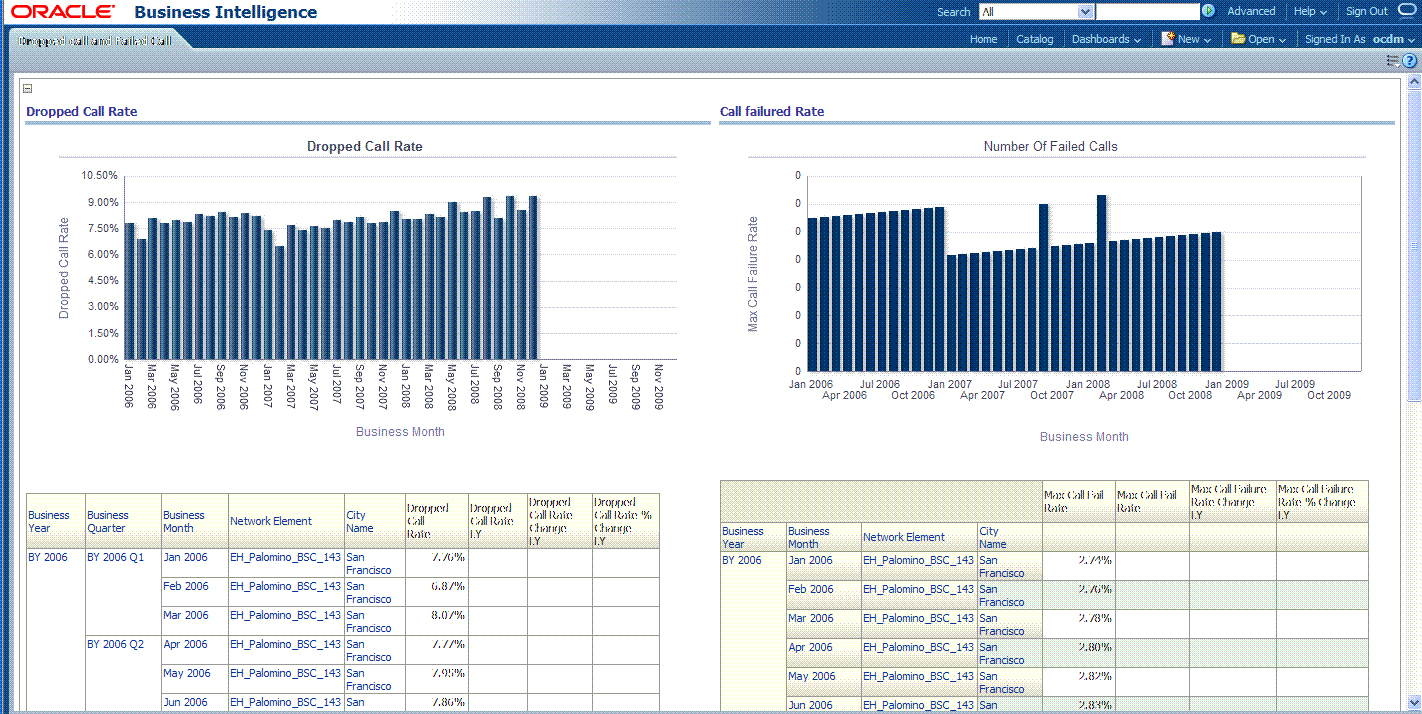 ORACLE Business Intelligence
Search All Advanced Help Sign Out
Dropped Call and Failed Call
Home Catalog Dashboards New Open Signed In As ocdm
Dropped Call Rate
Dropped Call Rate
10.50%
9.00%
7.50%
6.00%
4.50%
3.00%
1.50%
0.00%
Dropped Call Rate
Jan 2006
Mar 2006
May 2006
Jul 2006
Sep 2006
Nov 2006
Jan 2007
Mar 2007
May 2007
Jul 2007
Sep 2007
Nov 2007
Jan 2008
Mar 2008
May 2008
Jul 2008
Sep 2008
Nov 2008
Jan 2009
Mar 2009
May 2009
Jul 2009
Sep 2009
Nov 2009
Business Month
Call failured Rate
Number Of Failed Calls
0
0
0
0
0
0
0
0
Max Call Failure Rate
Jan 2006 Jul 2006 Jan 2007 Jul 2007 Jan 2008 Jul 2008 Jan 2009 Jul 2009
Apr 2006 Oct 2006 Apr 2007 Oct 2007 Apr 2008 Oct 2008 Apr 2009 Oct 2009
Business Month
Business Year
Business Quarter
Business Month
Network Element
City Name
Dropped Call Rate
Dropped Call Rate LY
Dropped Call Rate Change LY
Dropped Call Rate % Change LY
BY 2006 BY 2006 Q1 Jan 2006 EH_Palomino_BSC_143 San Francisco 7.76%
Feb 2006 EH_Palomino_BSC_143 San Francisco 6.87%
Mar 2006 EH_Palomino_BSC_143 San Francisco 8.07%
BY 2006 Q2 Apr 2006 EH_Palomino_BSC_143 San Francisco 7.77%
May 2006 EH_Palomino_BSC_143 San Francisco 7.95%
Jun 2006 EH_Palomino_BSC_143 San 7.86%
Max Call Fail Rate
Max Call Fail Rate LY
Max Call Failure Rate Change LY
Max Call Failure Rate % Change LY
Business Year
Business Month
Network Element
City Name
BY 2006 Jan 2006 EH_Palomino_BSC_143 San Francisco 2.74%
Feb 2006 EH_Palomino_BSC_143 San Francisco 2.76%
Mar 2006 EH_Palomino_BSC_143 San Francisco 2.78%
Apr 2006 EH_Palomino_BSC_143 San Francisco 2.80%
May 2006 EH_Palomino_BSC_143 San Francisco 2.82%
Jun 2006 EH_Palomino_BSC_143 San 2.83%